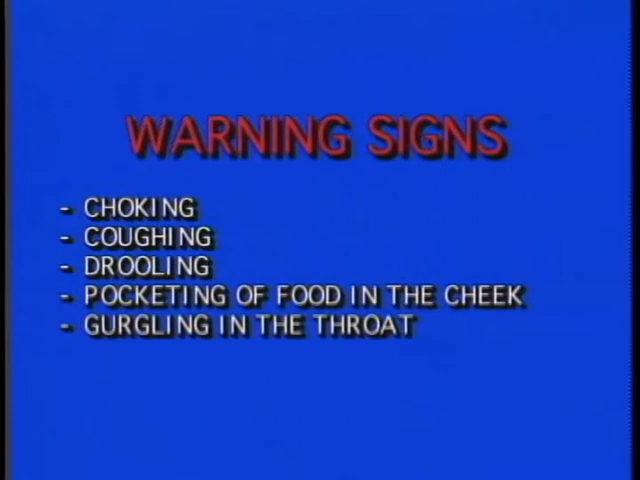 WARNING SIGNS
- CHOKING
- COUGHING
- DROOLING
- POCKETING OF FOOD IN THE CHEEK
- GURGLING IN THE THROAT